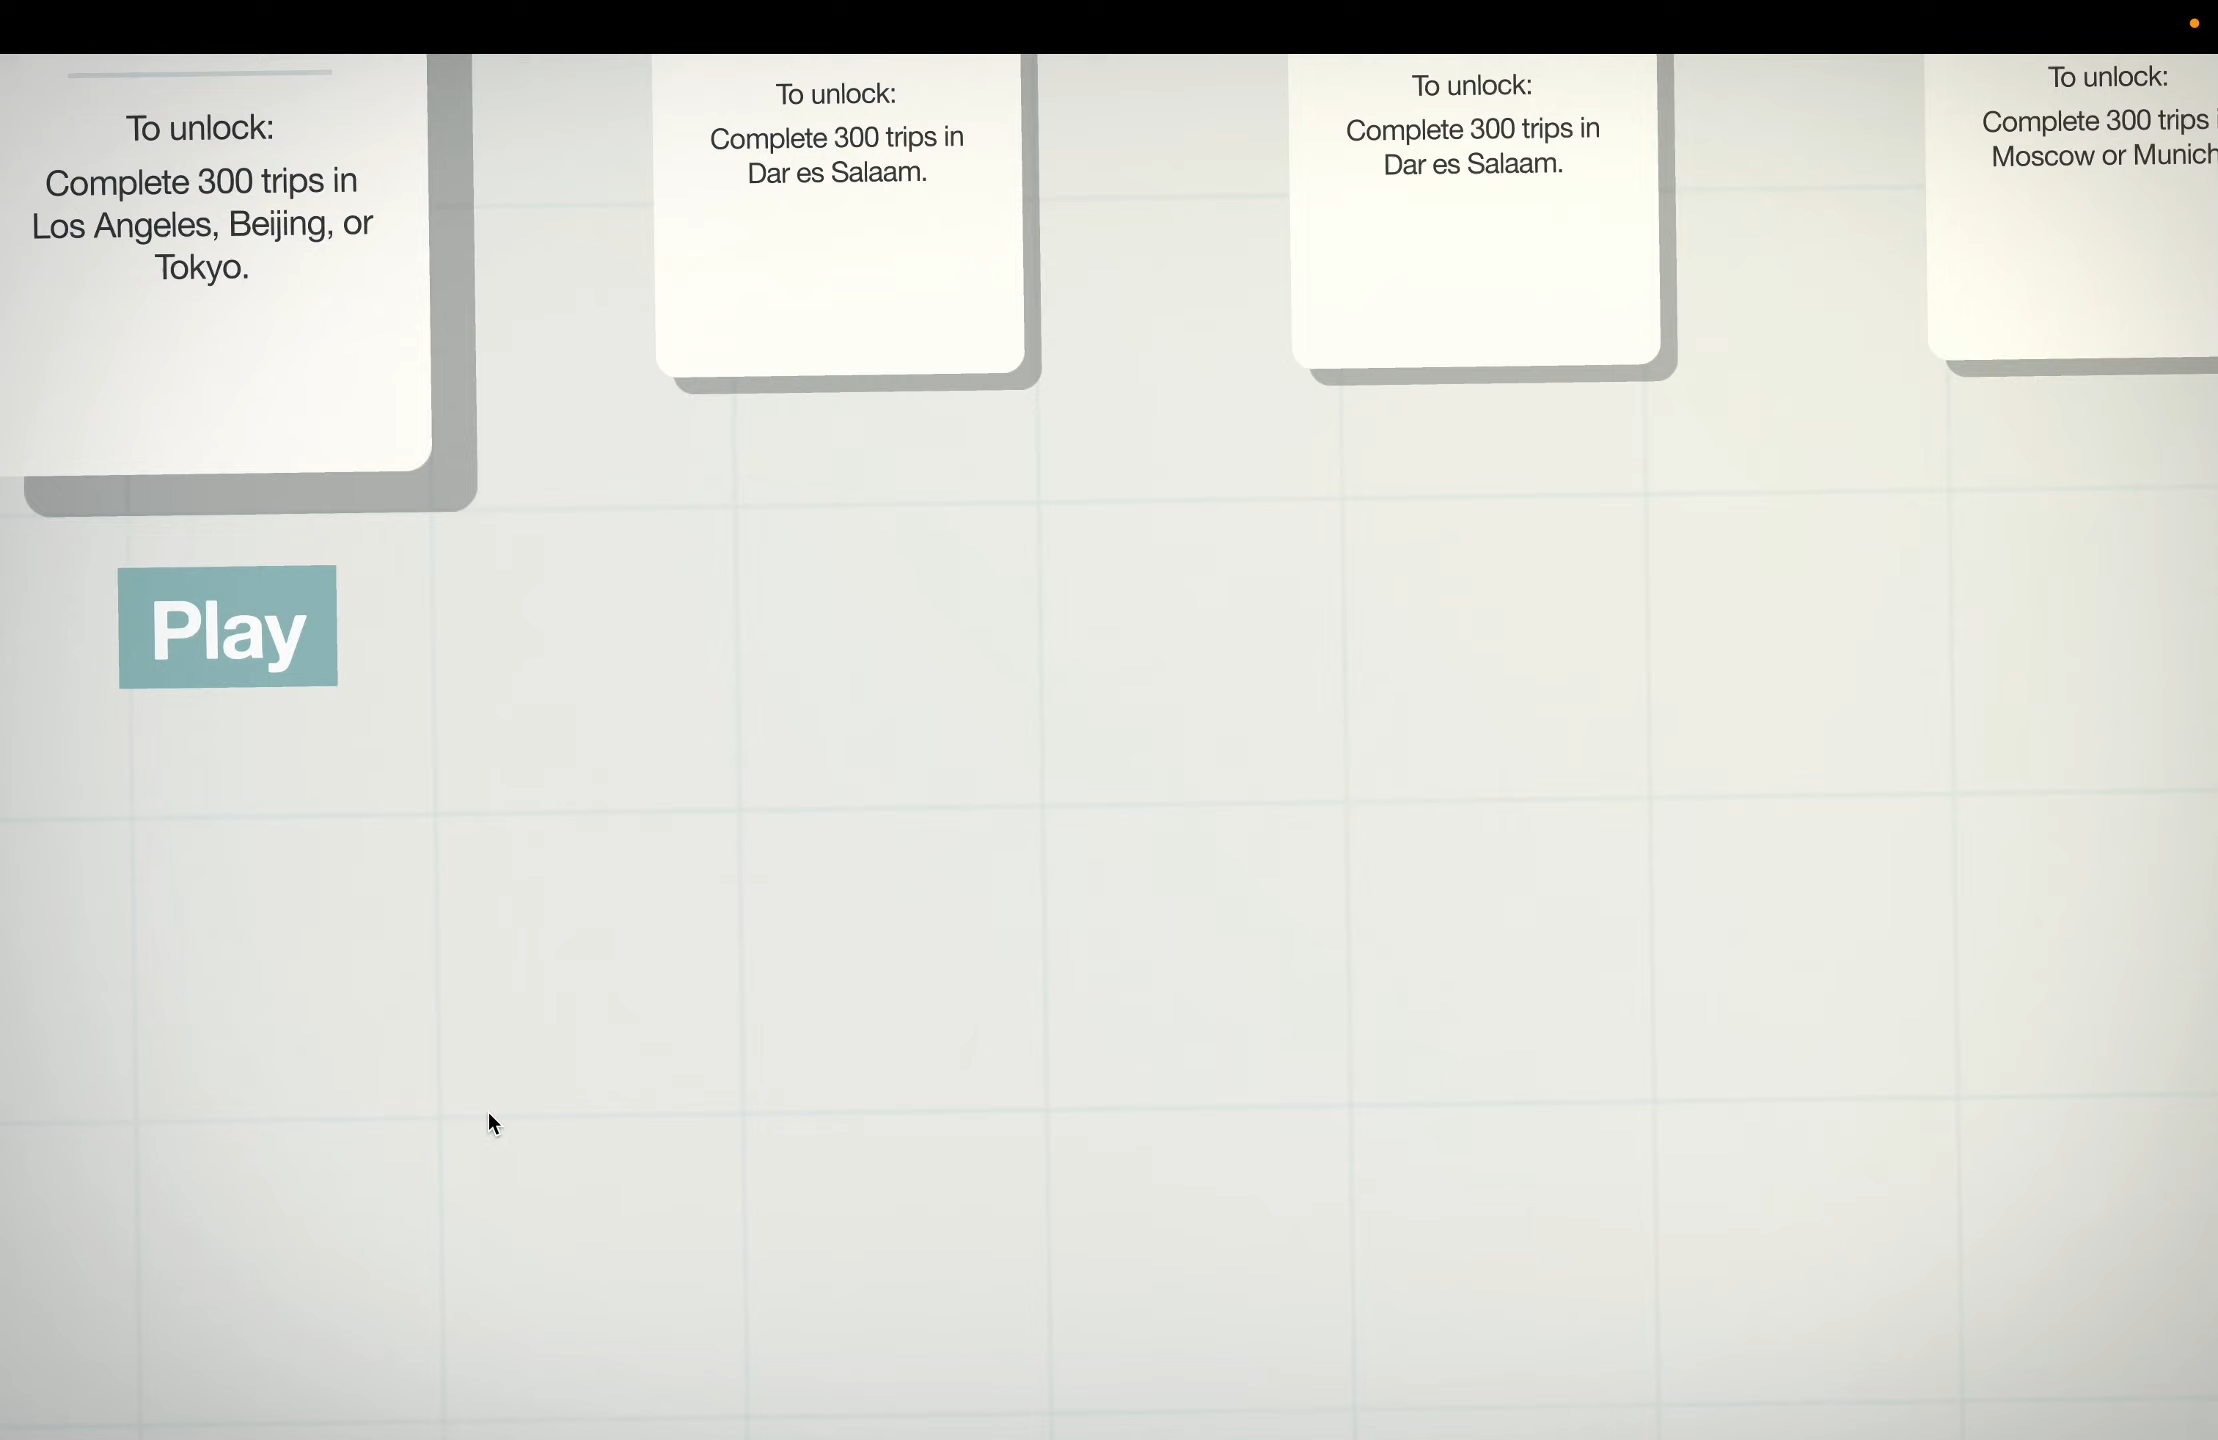 To unlock:
Complete 300 trips in
Los Angeles, Beijing, or
Tokyo.
To unlock:
Complete 300 trips in
Dar es Salaam.
To unlock:
Complete 300 trips in
Dar es Salaam.
To unlock:
Complete 300 trips
Moscow or Munich
Play